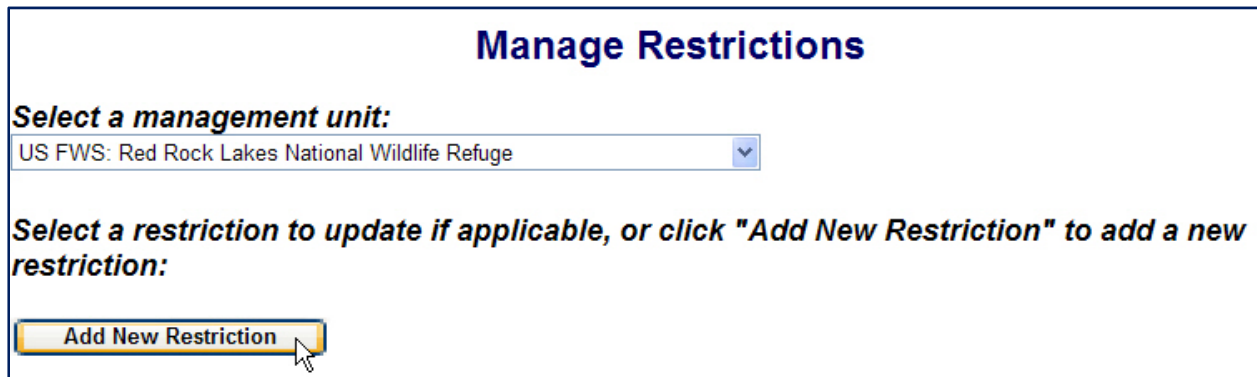 Manage Restrictions
Select a management unit:
US FWS: Red Rock Lakes National Wildlife Refuge
Select a restriction to update if applicable, or click "Add New Restriction" to add a new
restriction:
Add New Restriction